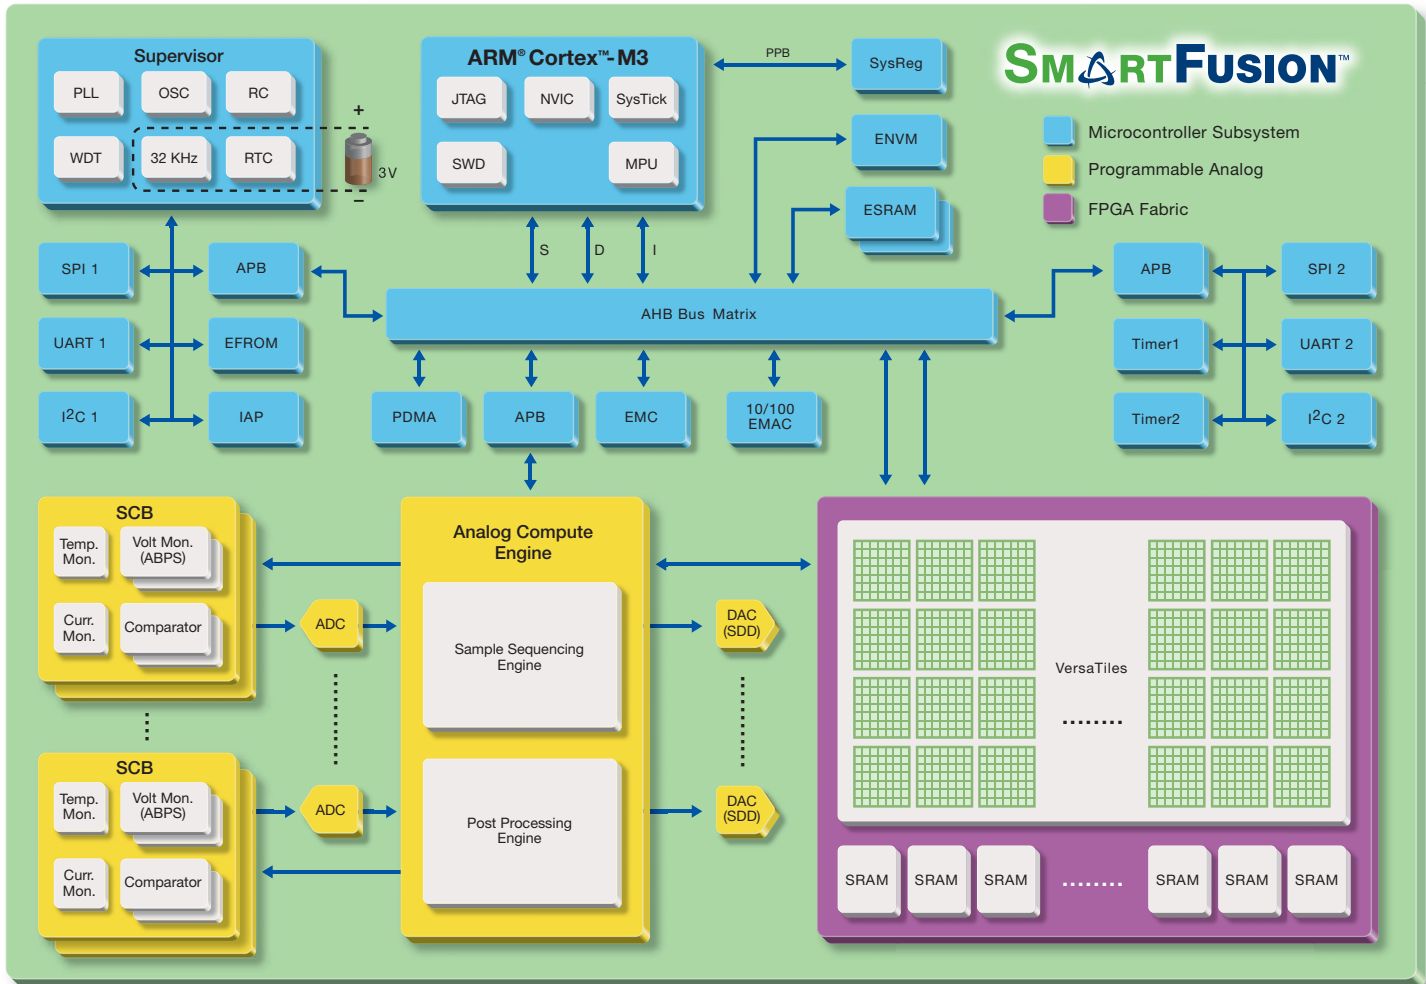 Supervisor
PLL
OSC
RC
WDT
32 KHz
RTC
+
3V
–
ARM® Cortex™-M3
JTAG
NVIC
SysTick
SWD
MPU
PPB
SysReg
ENVM
ESRAM
SMARTFUSION™
Microcontroller Subsystem
Programmable Analog
FPGA Fabric
S
D
I
SPI 1
APB
UART 1
EFROM
I²C 1
IAP
AHB Bus Matrix
PDMA
APB
EMC
10/100
EMAC
APB
SPI 2
Timer1
UART 2
Timer2
I²C 2
SCB
Temp.
Mon.
Volt Mon.
(ABPS)
Curr.
Mon.
Comparator
ADC
SCB
Temp.
Mon.
Volt Mon.
(ABPS)
Curr.
Mon.
Comparator
ADC
Analog Compute
Engine
Sample Sequencing
Engine
Post Processing
Engine
DAC
(SDD)
DAC
(SDD)
VersaTiles
........
SRAM
SRAM
SRAM
........
SRAM
SRAM
SRAM